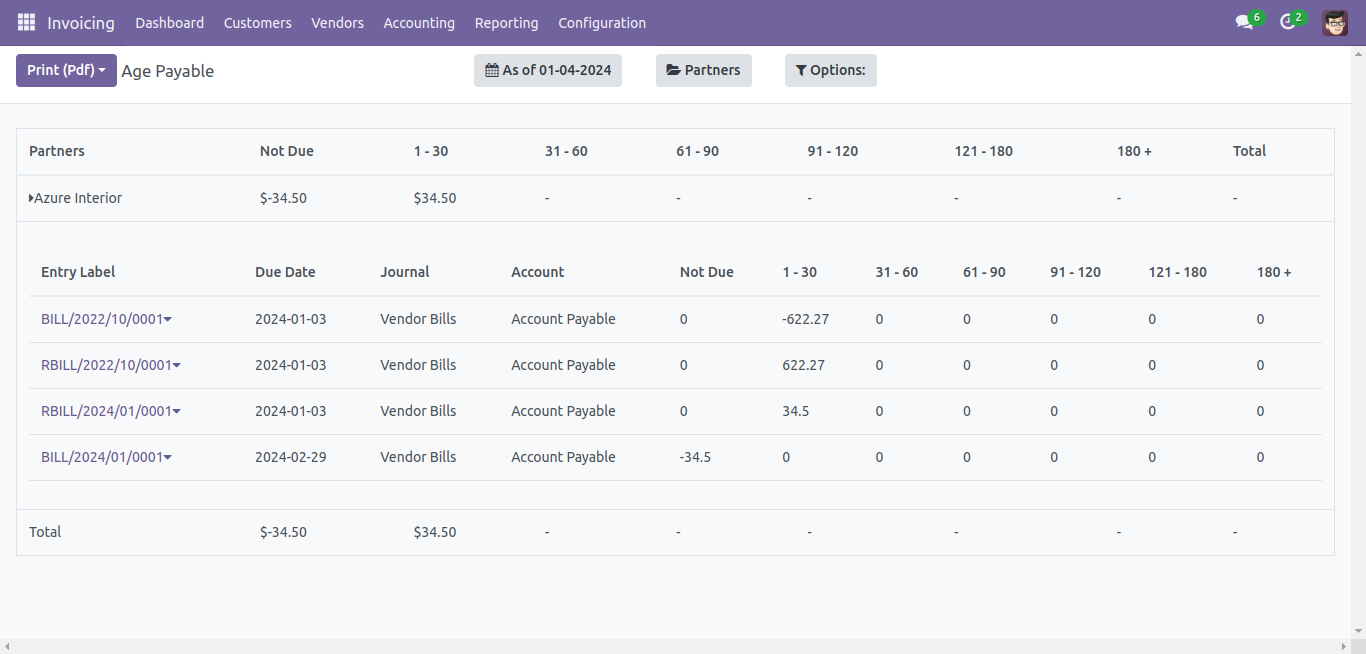 Invoicing Dashboard Customers Vendors Accounting Reporting Configuration 6 2
Print (Pdf) Age Payable As of 01-04-2024 Partners Options:
Partners Not Due 1 - 30 31 - 60 61 - 90 91 - 120 121 - 180 180 + Total
Azure Interior $-34.50 $34.50 - - - - - -
Entry Label Due Date Journal Account Not Due 1 - 30 31 - 60 61 - 90 91 - 120 121 - 180 180 +
BILL/2022/10/0001 2024-01-03 Vendor Bills Account Payable 0 -622.27 0 0 0 0 0
RBILL/2022/10/0001 2024-01-03 Vendor Bills Account Payable 0 622.27 0 0 0 0 0
RBILL/2024/01/0001 2024-01-03 Vendor Bills Account Payable 0 34.5 0 0 0 0 0
BILL/2024/01/0001 2024-02-29 Vendor Bills Account Payable -34.5 0 0 0 0 0 0
Total $-34.50 $34.50 - - - - - -